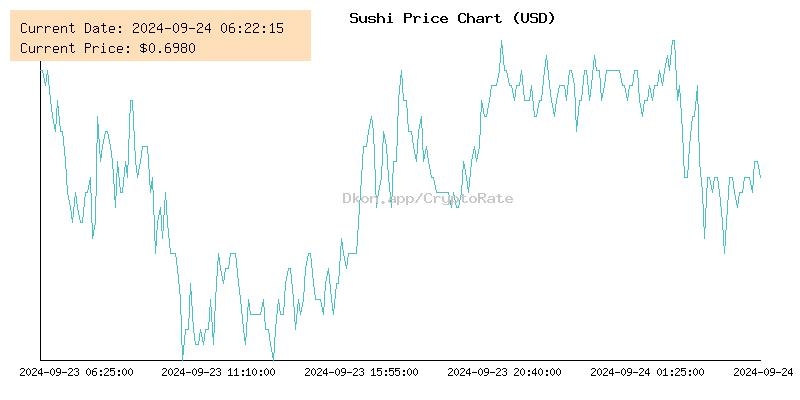 Sushi Price Chart (USD)
Current Date: 2024-09-24 06:22:15
Current Price: $0.6980
Dkon.app/CryptoRate
2024-09-23 06:25:00 2024-09-23 11:10:00 2024-09-23 15:55:00 2024-09-23 20:40:00 2024-09-24 01:25:00 2024-09-24